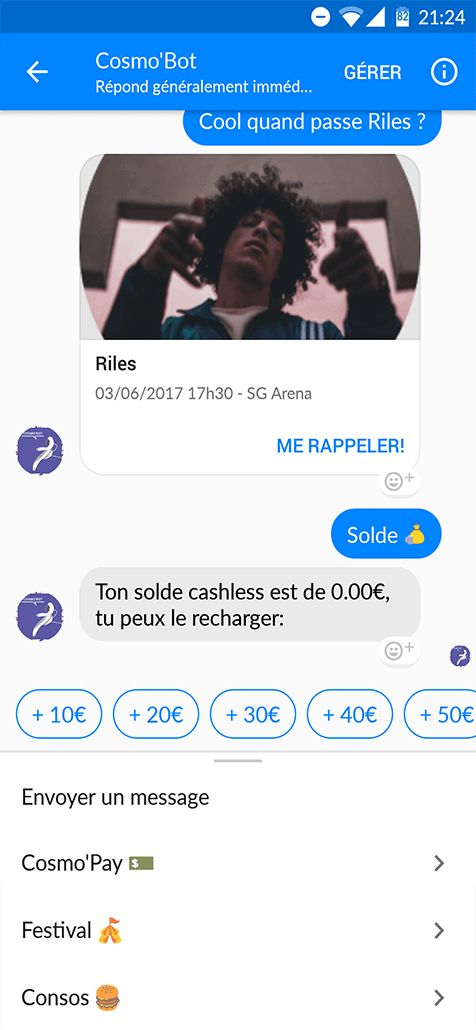 82 21:24
Cosmo'Bot
Répond généralement imméd...
GÉRER
Cool quand passe Riles ?
Riles
03/06/2017 17h30 - SG Arena
ME RAPPELER!
Solde 💰
Ton solde cashless est de 0.00€,
tu peux le recharger:
+ 10€ + 20€ + 30€ + 40€ + 50€
Envoyer un message
Cosmo'Pay 💵
Festival 🎪
Consos 🍔